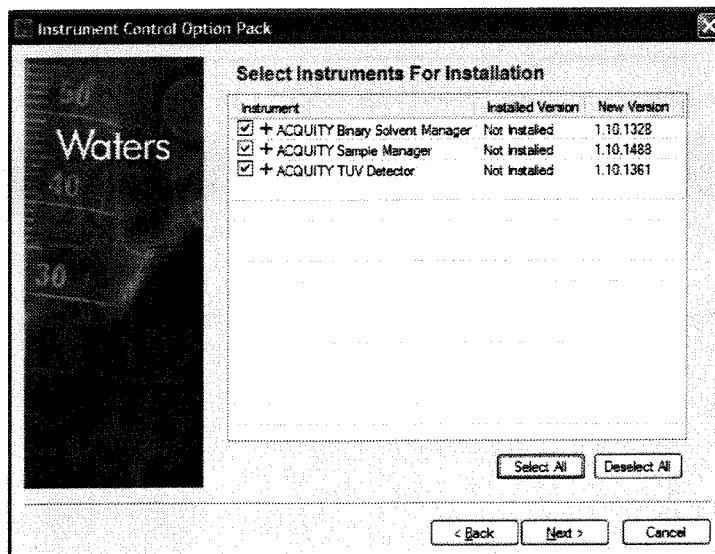 Instrument Control Option Pack
Waters
50
40
30
Select Instruments For Installation
Instrument Installed Version New Version
+ ACQUITY Binary Solvent Manager Not Installed 1.10.1328
+ ACQUITY Sample Manager Not Installed 1.10.1488
+ ACQUITY TUV Detector Not Installed 1.10.1361
Select All Deselect All
< Back Next > Cancel